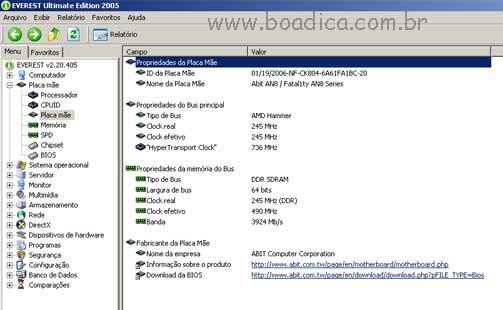 EVEREST Ultimate Edition 2005
www.boadica.com.br
Arquivo Exibir Relatório Favoritos Ajuda
Relatório
Menu Favoritos
EVEREST v2.20.405
Computador
Placa mãe
Processador
CPUID
Placa mãe
Memória
SPD
Chipset
BIOS
Sistema operacional
Servidor
Monitor
Multimídia
Armazenamento
Rede
DirectX
Dispositivos de hardware
Programas
Segurança
Configuração
Banco de Dados
Comparações
Campo Valor
Propriedades da Placa Mãe
ID da Placa Mãe 01/19/2006-NF-CK804-6A61FA1BC-20
Nome da Placa Mãe Abit AN8 / Fatal1ty AN8 Series
Propriedades do Bus principal
Tipo de Bus AMD Hammer
Clock real 245 MHz
Clock efetivo 245 MHz
"HyperTransport Clock" 736 MHz
Propriedades da memória do Bus
Tipo de Bus DDR SDRAM
Largura de bus 64 bits
Clock real 245 MHz (DDR)
Clock efetivo 490 MHz
Banda 3924 Mb/s
Fabricante da Placa Mãe
Nome da empresa ABIT Computer Corporation
Informação sobre o produto http://www.abit.com.tw/page/en/motherboard/motherboard.php
Download da BIOS http://www.abit.com.tw/page/en/download/download.php?pFILE_TYPE=Bios